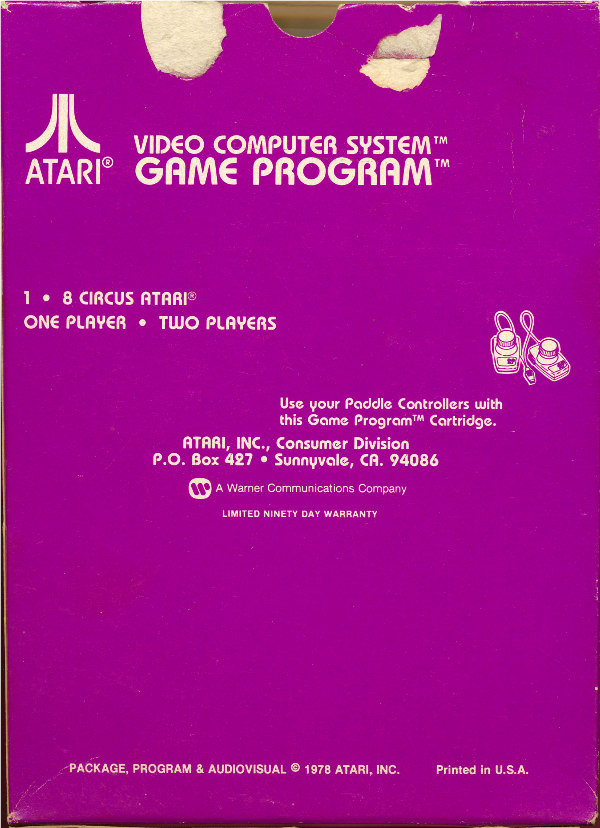 VIDEO COMPUTER SYSTEM™
ATARI® GAME PROGRAM™
1 • 8 CIRCUS ATARI®
ONE PLAYER • TWO PLAYERS
Use your Paddle Controllers with
this Game Program™ Cartridge.
ATARI, INC., Consumer Division
P.O. Box 427 • Sunnyvale, CA. 94086
A Warner Communications Company
LIMITED NINETY DAY WARRANTY
PACKAGE, PROGRAM & AUDIOVISUAL © 1978 ATARI, INC. Printed in U.S.A.